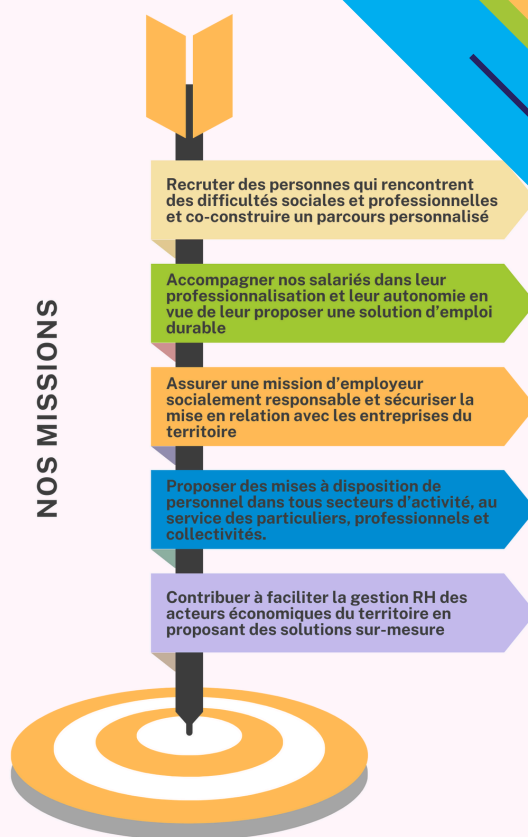 NOS MISSIONS
Recruter des personnes qui rencontrent
des difficultés sociales et professionnelles
et co-construire un parcours personnalisé
Accompagner nos salariés dans leur
professionnalisation et leur autonomie en
vue de leur proposer une solution d'emploi
durable
Assurer une mission d'employeur
socialement responsable et sécuriser la
mise en relation avec les entreprises du
territoire
Proposer des mises à disposition de
personnel dans tous secteurs d'activité, au
service des particuliers, professionnels et
collectivités.
Contribuer à faciliter la gestion RH des
acteurs économiques du territoire en
proposant des solutions sur-mesure